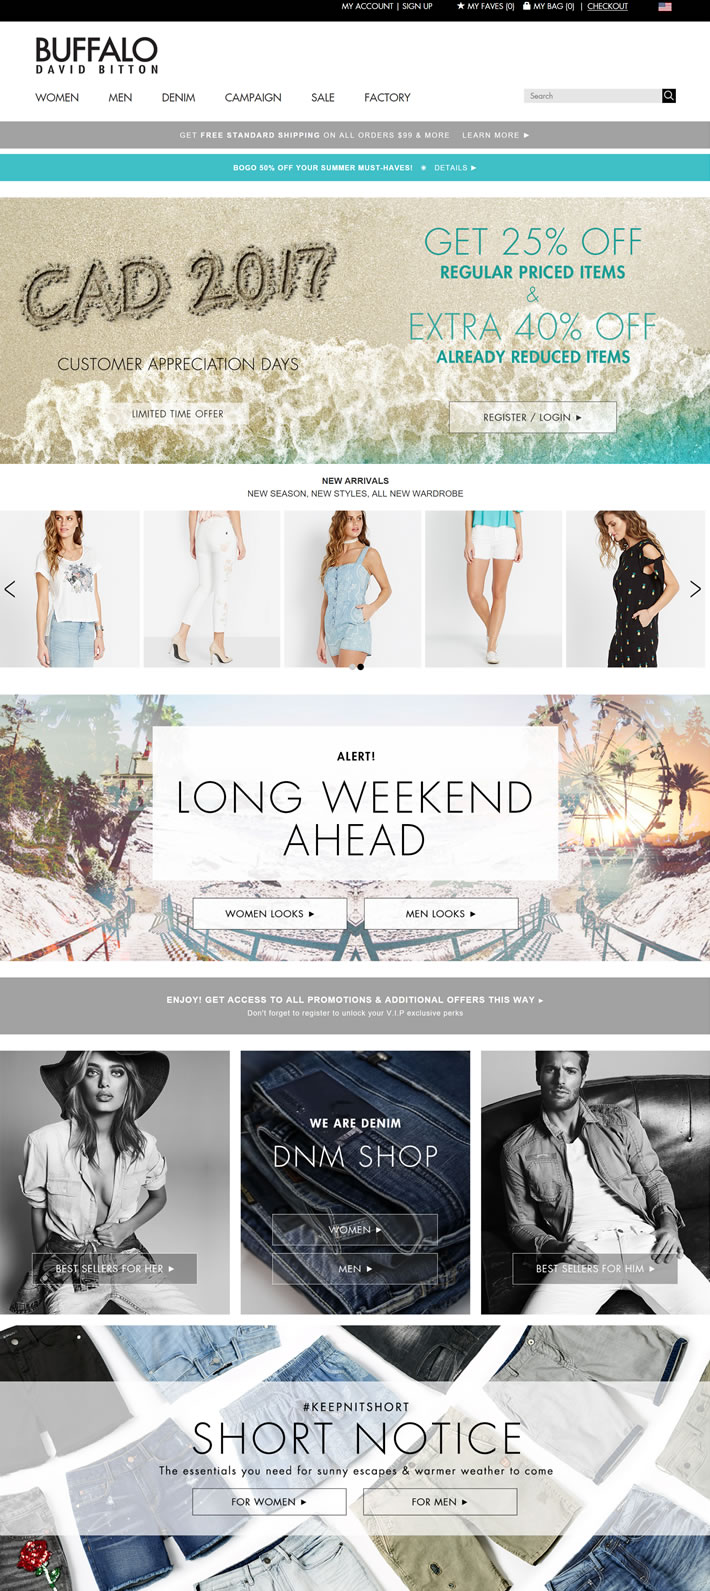 MY ACCOUNT | SIGN UP ★ MY FAVES (0) MY BAG (0) | CHECKOUT
BUFFALO
DAVID BITTON
WOMEN MEN DENIM CAMPAIGN SALE FACTORY
Search
GET FREE STANDARD SHIPPING ON ALL ORDERS $99 & MORE LEARN MORE ▶
BOGO 50% OFF YOUR SUMMER MUST-HAVES! DETAILS ▶
CAD 2017
CUSTOMER APPRECIATION DAYS
LIMITED TIME OFFER
GET 25% OFF
REGULAR PRICED ITEMS
&
EXTRA 40% OFF
ALREADY REDUCED ITEMS
REGISTER / LOGIN ▶
NEW ARRIVALS
NEW SEASON, NEW STYLES, ALL NEW WARDROBE
ALERT!
LONG WEEKEND
AHEAD
WOMEN LOOKS ▶
MEN LOOKS ▶
ENJOY! GET ACCESS TO ALL PROMOTIONS & ADDITIONAL OFFERS THIS WAY ▶
Don't forget to register to unlock your V.I.P exclusive perks
BEST SELLERS FOR HER ▶
WE ARE DENIM
DNM SHOP
WOMEN ▶
MEN ▶
BEST SELLERS FOR HIM ▶
#KEEPNITSHORT
SHORT NOTICE
The essentials you need for sunny escapes & warmer weather to come
FOR WOMEN ▶
FOR MEN ▶